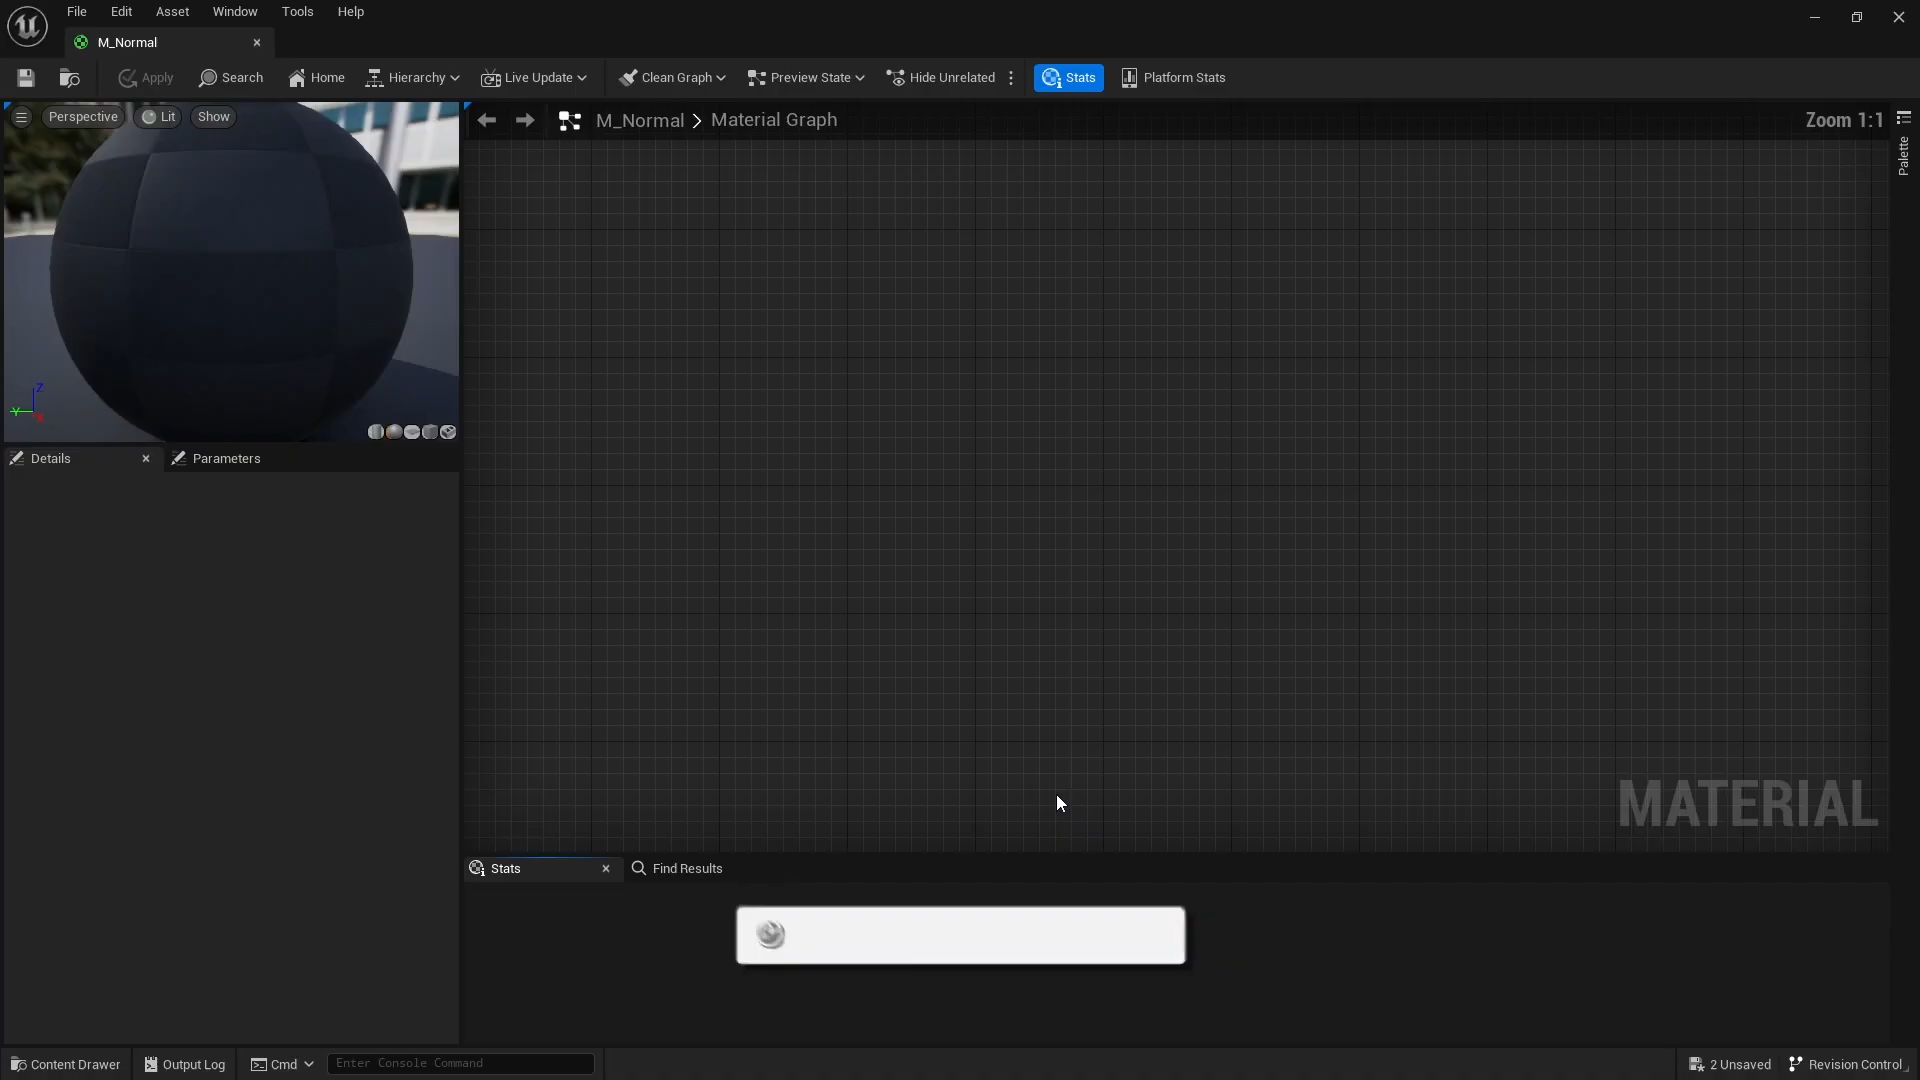 File Edit Asset Window Tools Help
M_Normal
Apply Search Home Hierarchy Live Update Clean Graph Preview State Hide Unrelated Stats Platform Stats
Perspective Lit Show
M_Normal > Material Graph
Zoom 1:1
Palette
Z
Y
X
Details Parameters
MATERIAL
Stats Find Results
Content Drawer Output Log Cmd Enter Console Command 2 Unsaved Revision Control